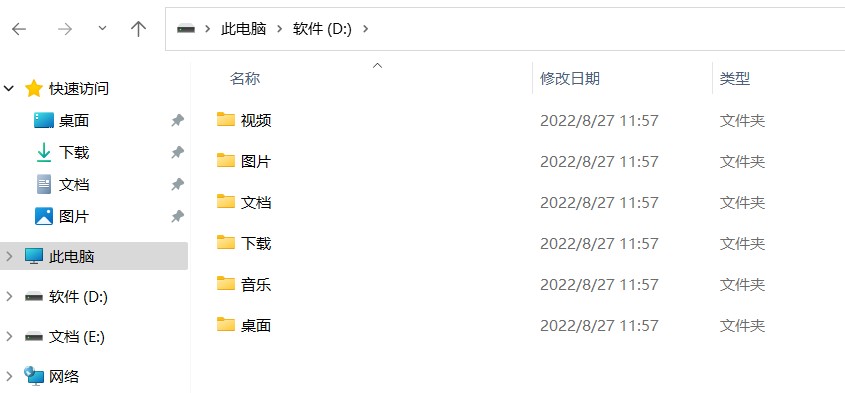 此电脑 软件 (D:)
名称 修改日期 类型
快速访问
桌面
下载
文档
图片
此电脑
软件 (D:)
文档 (E:)
网络
视频 2022/8/27 11:57 文件夹
图片 2022/8/27 11:57 文件夹
文档 2022/8/27 11:57 文件夹
下载 2022/8/27 11:57 文件夹
音乐 2022/8/27 11:57 文件夹
桌面 2022/8/27 11:57 文件夹